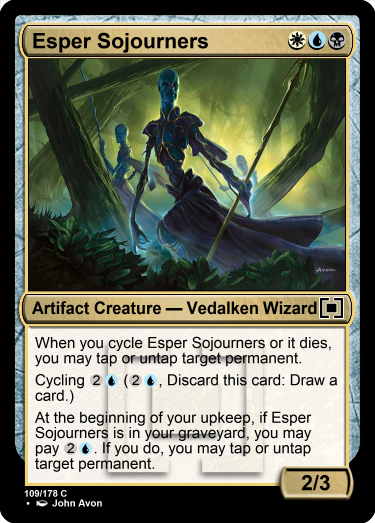 Esper Sojourners
Artifact Creature — Vedalken Wizard
When you cycle Esper Sojourners or it dies,
you may tap or untap target permanent.
Cycling 2 (2, Discard this card: Draw a
card.)
At the beginning of your upkeep, if Esper
Sojourners is in your graveyard, you may
pay 2. If you do, you may tap or untap
target permanent.
2/3
109/178 C
• John Avon